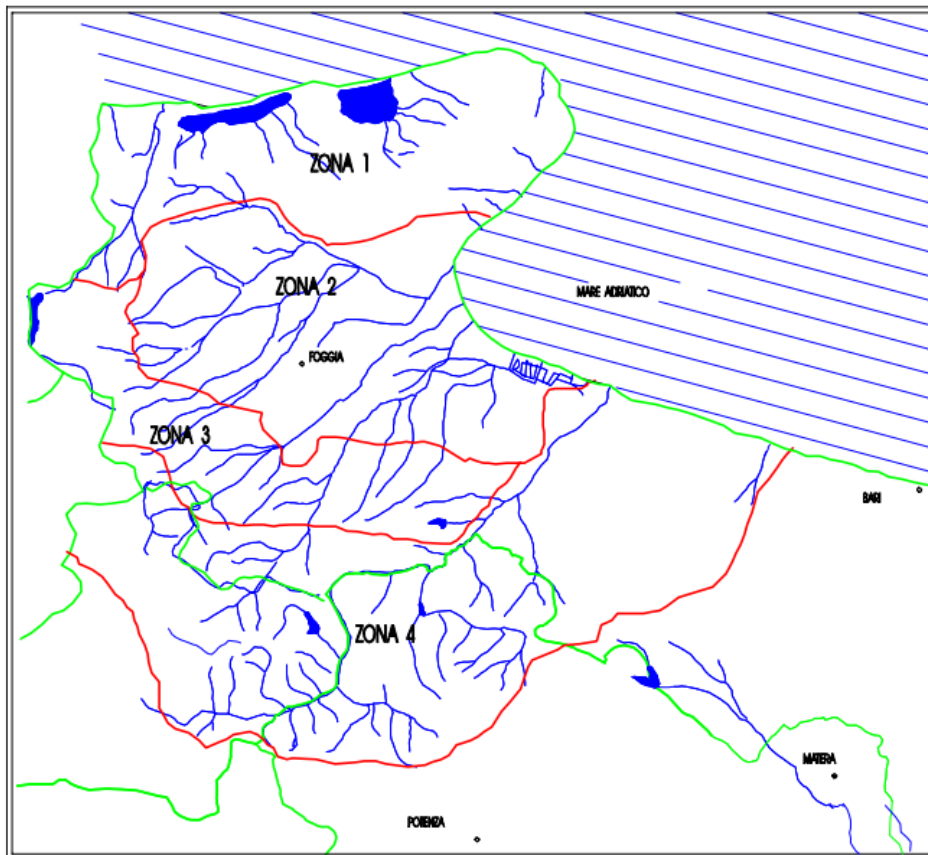 ZONA 1
ZONA 2
MARE ADRIATICO
FOGGIA
ZONA 3
BARI
ZONA 4
MATERA
POTENZA